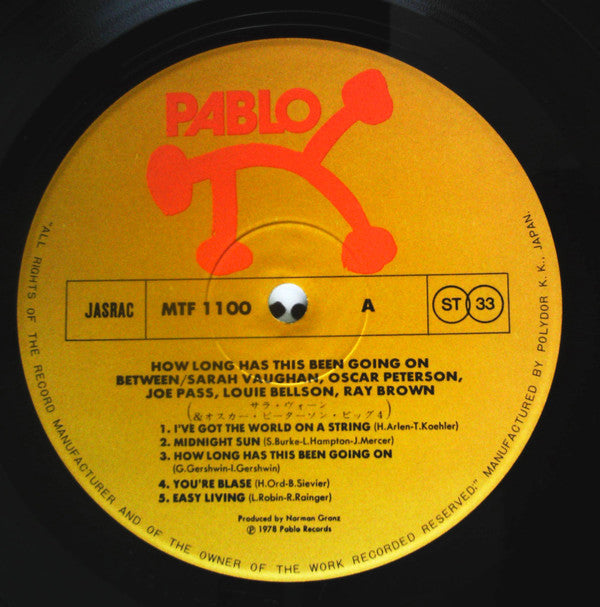 PABLO
JASRAC
MTF 1100
A
ST 33
HOW LONG HAS THIS BEEN GOING ON
BETWEEN/SARAH VAUGHAN, OSCAR PETERSON,
JOE PASS, LOUIE BELLSON, RAY BROWN
(サラ・ヴォーン
&オスカー・ピーターソン・ビッグ4)
1. I'VE GOT THE WORLD ON A STRING (H.Arlen-T.Koehler)
2. MIDNIGHT SUN (S.Burke-L.Hampton-J.Mercer)
3. HOW LONG HAS THIS BEEN GOING ON
(G.Gershwin-I.Gershwin)
4. YOU'RE BLASE (H.Ord-B.Sievier)
5. EASY LIVING (L.Robin-R.Rainger)
Produced by Norman Granz
℗ 1978 Pablo Records
"ALL RIGHTS OF THE RECORD MANUFACTURER AND OF THE OWNER OF THE WORK RECORDED RESERVED" MANUFACTURED BY POLYDOR K.K., JAPAN.